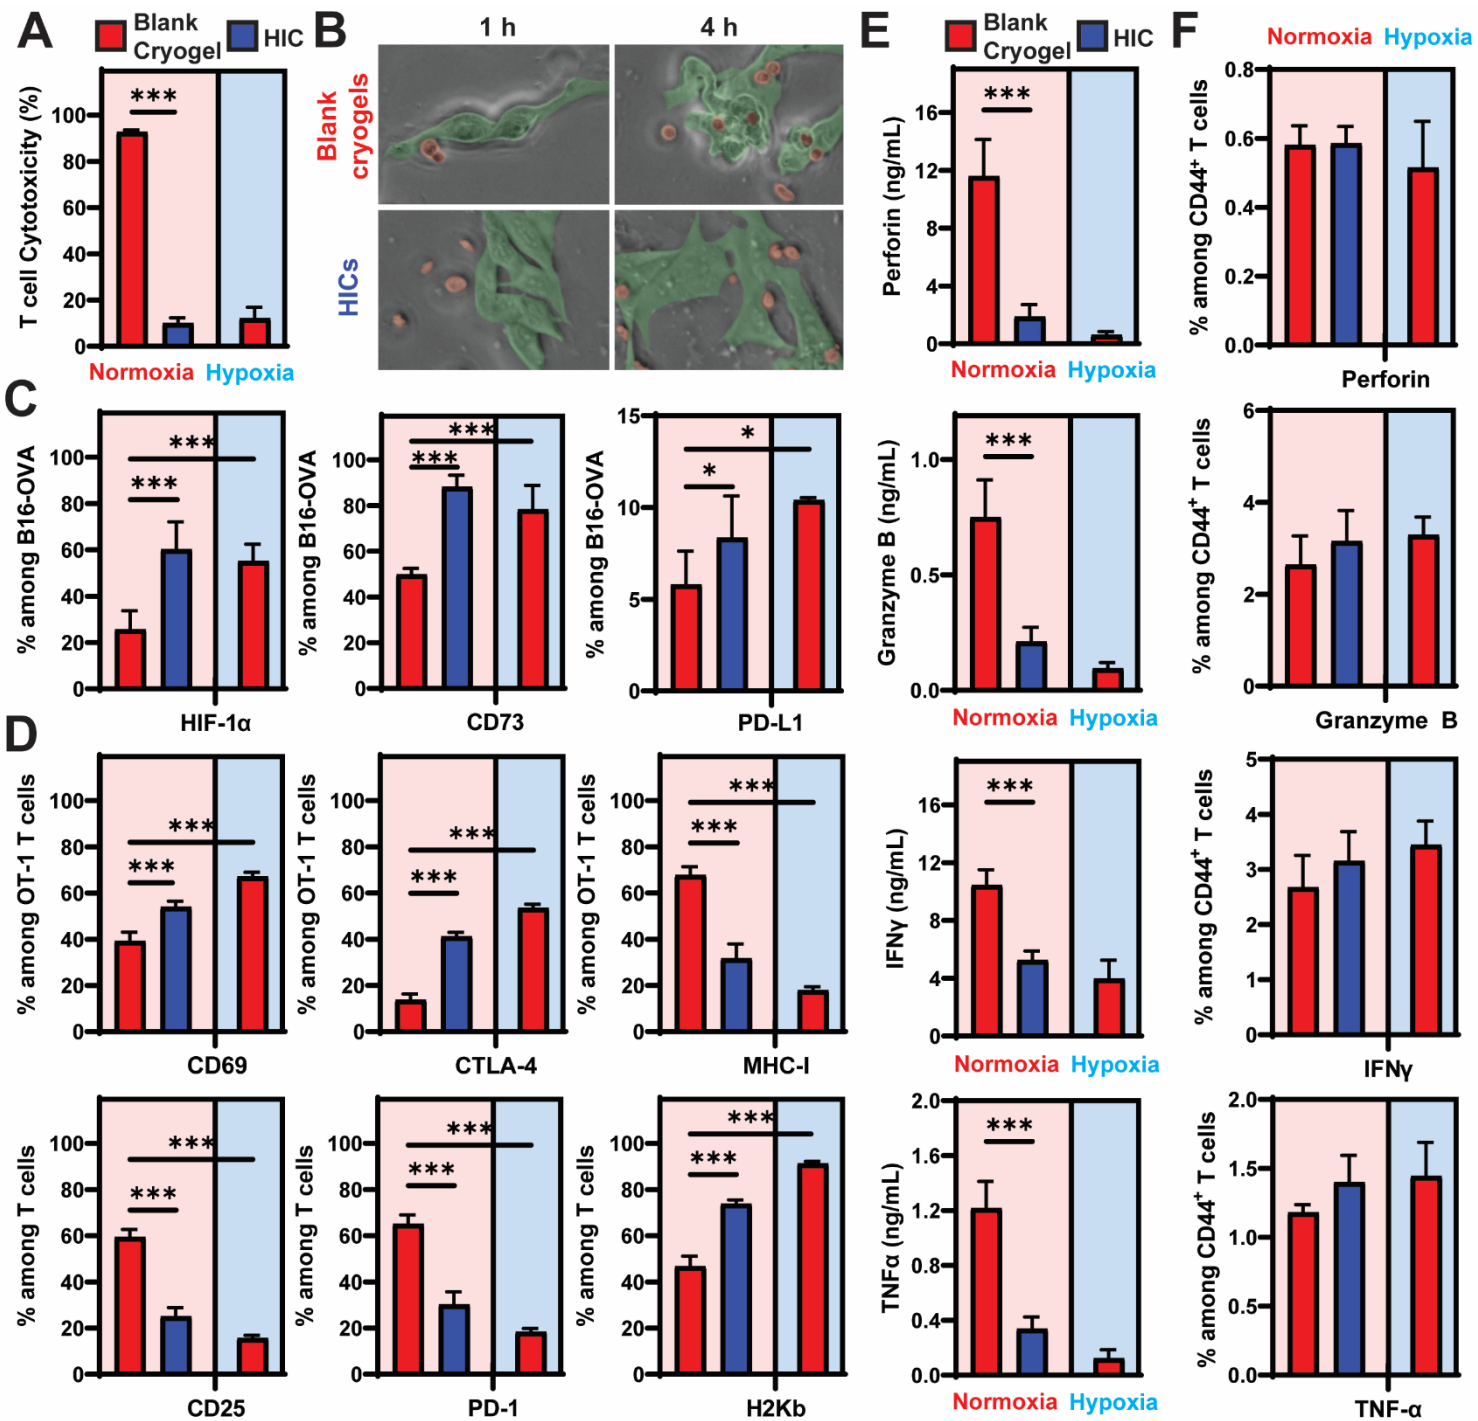 A
Blank
Cryogel
HIC
T cell Cytotoxicity (%)
100
80
60
40
20
0
***
Normoxia Hypoxia
B
1 h
4 h
Blank
cryogels
HICs
C
% among B16-OVA
100
80
60
40
20
0
***
***
HIF-1α
% among B16-OVA
100
80
60
40
20
0
***
***
CD73
% among B16-OVA
15
10
5
0
*
*
PD-L1
D
% among OT-1 T cells
100
80
60
40
20
0
***
***
CD69
% among OT-1 T cells
100
80
60
40
20
0
***
***
CTLA-4
% among OT-1 T cells
100
80
60
40
20
0
***
***
MHC-I
% among T cells
100
80
60
40
20
0
***
***
CD25
% among T cells
100
80
60
40
20
0
***
***
PD-1
% among T cells
100
80
60
40
20
0
***
***
H2Kb
E
Blank
Cryogel
HIC
Perforin (ng/mL)
16
12
8
4
0
***
Normoxia Hypoxia
Granzyme B (ng/mL)
1.0
0.5
0.0
***
Normoxia Hypoxia
IFNγ (ng/mL)
16
12
8
4
0
***
Normoxia Hypoxia
TNFα (ng/mL)
2.0
1.6
1.2
0.8
0.4
0.0
***
Normoxia Hypoxia
F
Normoxia Hypoxia
% among CD44⁺ T cells
0.8
0.6
0.4
0.2
0.0
Perforin
% among CD44⁺ T cells
6
4
2
0
Granzyme B
% among CD44⁺ T cells
5
4
3
2
1
0
IFNγ
% among CD44⁺ T cells
2.0
1.5
1.0
0.5
0.0
TNF-α